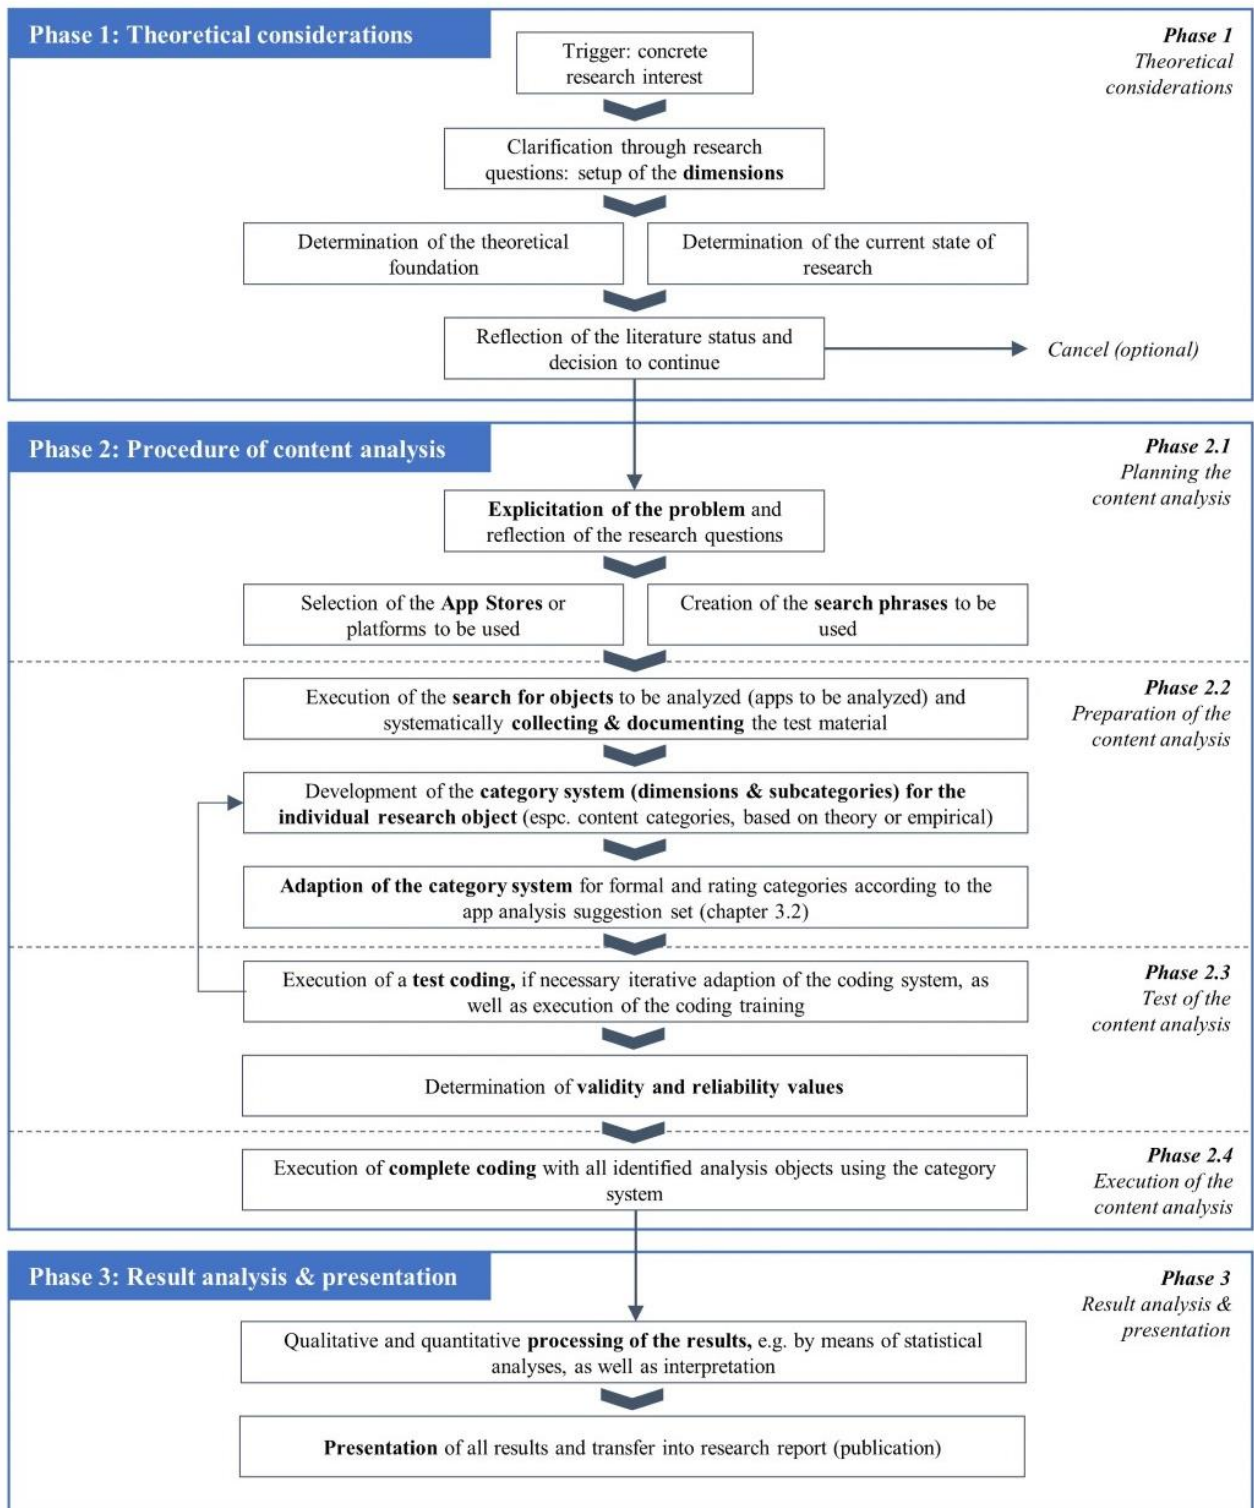 Phase 1: Theoretical considerations
Phase 1
Theoretical
considerations
Trigger: concrete
research interest
Clarification through research
questions: setup of the dimensions
Determination of the theoretical
foundation
Determination of the current state of
research
Reflection of the literature status and
decision to continue
Cancel (optional)
Phase 2: Procedure of content analysis
Phase 2.1
Planning the
content analysis
Explicitation of the problem and
reflection of the research questions
Selection of the App Stores or
platforms to be used
Creation of the search phrases to be
used
Execution of the search for objects to be analyzed (apps to be analyzed) and
systematically collecting & documenting the test material
Phase 2.2
Preparation of the
content analysis
Development of the category system (dimensions & subcategories) for the
individual research object (espc. content categories, based on theory or empirical)
Adaption of the category system for formal and rating categories according to the
app analysis suggestion set (chapter 3.2)
Execution of a test coding, if necessary iterative adaption of the coding system, as
well as execution of the coding training
Phase 2.3
Test of the
content analysis
Determination of validity and reliability values
Execution of complete coding with all identified analysis objects using the category
system
Phase 2.4
Execution of the
content analysis
Phase 3: Result analysis & presentation
Phase 3
Result analysis &
presentation
Qualitative and quantitative processing of the results, e.g. by means of statistical
analyses, as well as interpretation
Presentation of all results and transfer into research report (publication)